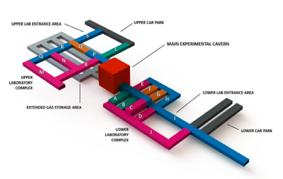 UPPER LAB ENTRANCE AREA
UPPER CAR PARK
MAIN EXPERIMENTAL CAVERN
UPPER
LABORATORY
COMPLEX
LOWER LAB ENTRANCE AREA
EXTENDED GAS STORAGE AREA
A
B
C
D
F
G
H
I
J
LOWER
LABORATORY
COMPLEX
LOWER CAR PARK